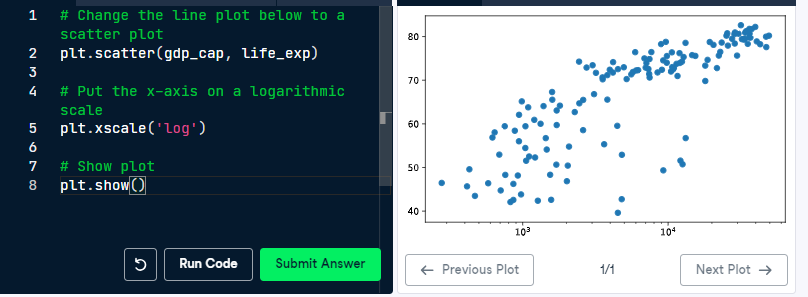 1 # Change the line plot below to a
scatter plot
2 plt.scatter(gdp_cap, life_exp)
3
4 # Put the x-axis on a logarithmic
scale
5 plt.xscale('log')
6
7 # Show plot
8 plt.show()
Run Code
Submit Answer
80
70
60
50
40
10³ 10⁴
← Previous Plot 1/1 Next Plot →